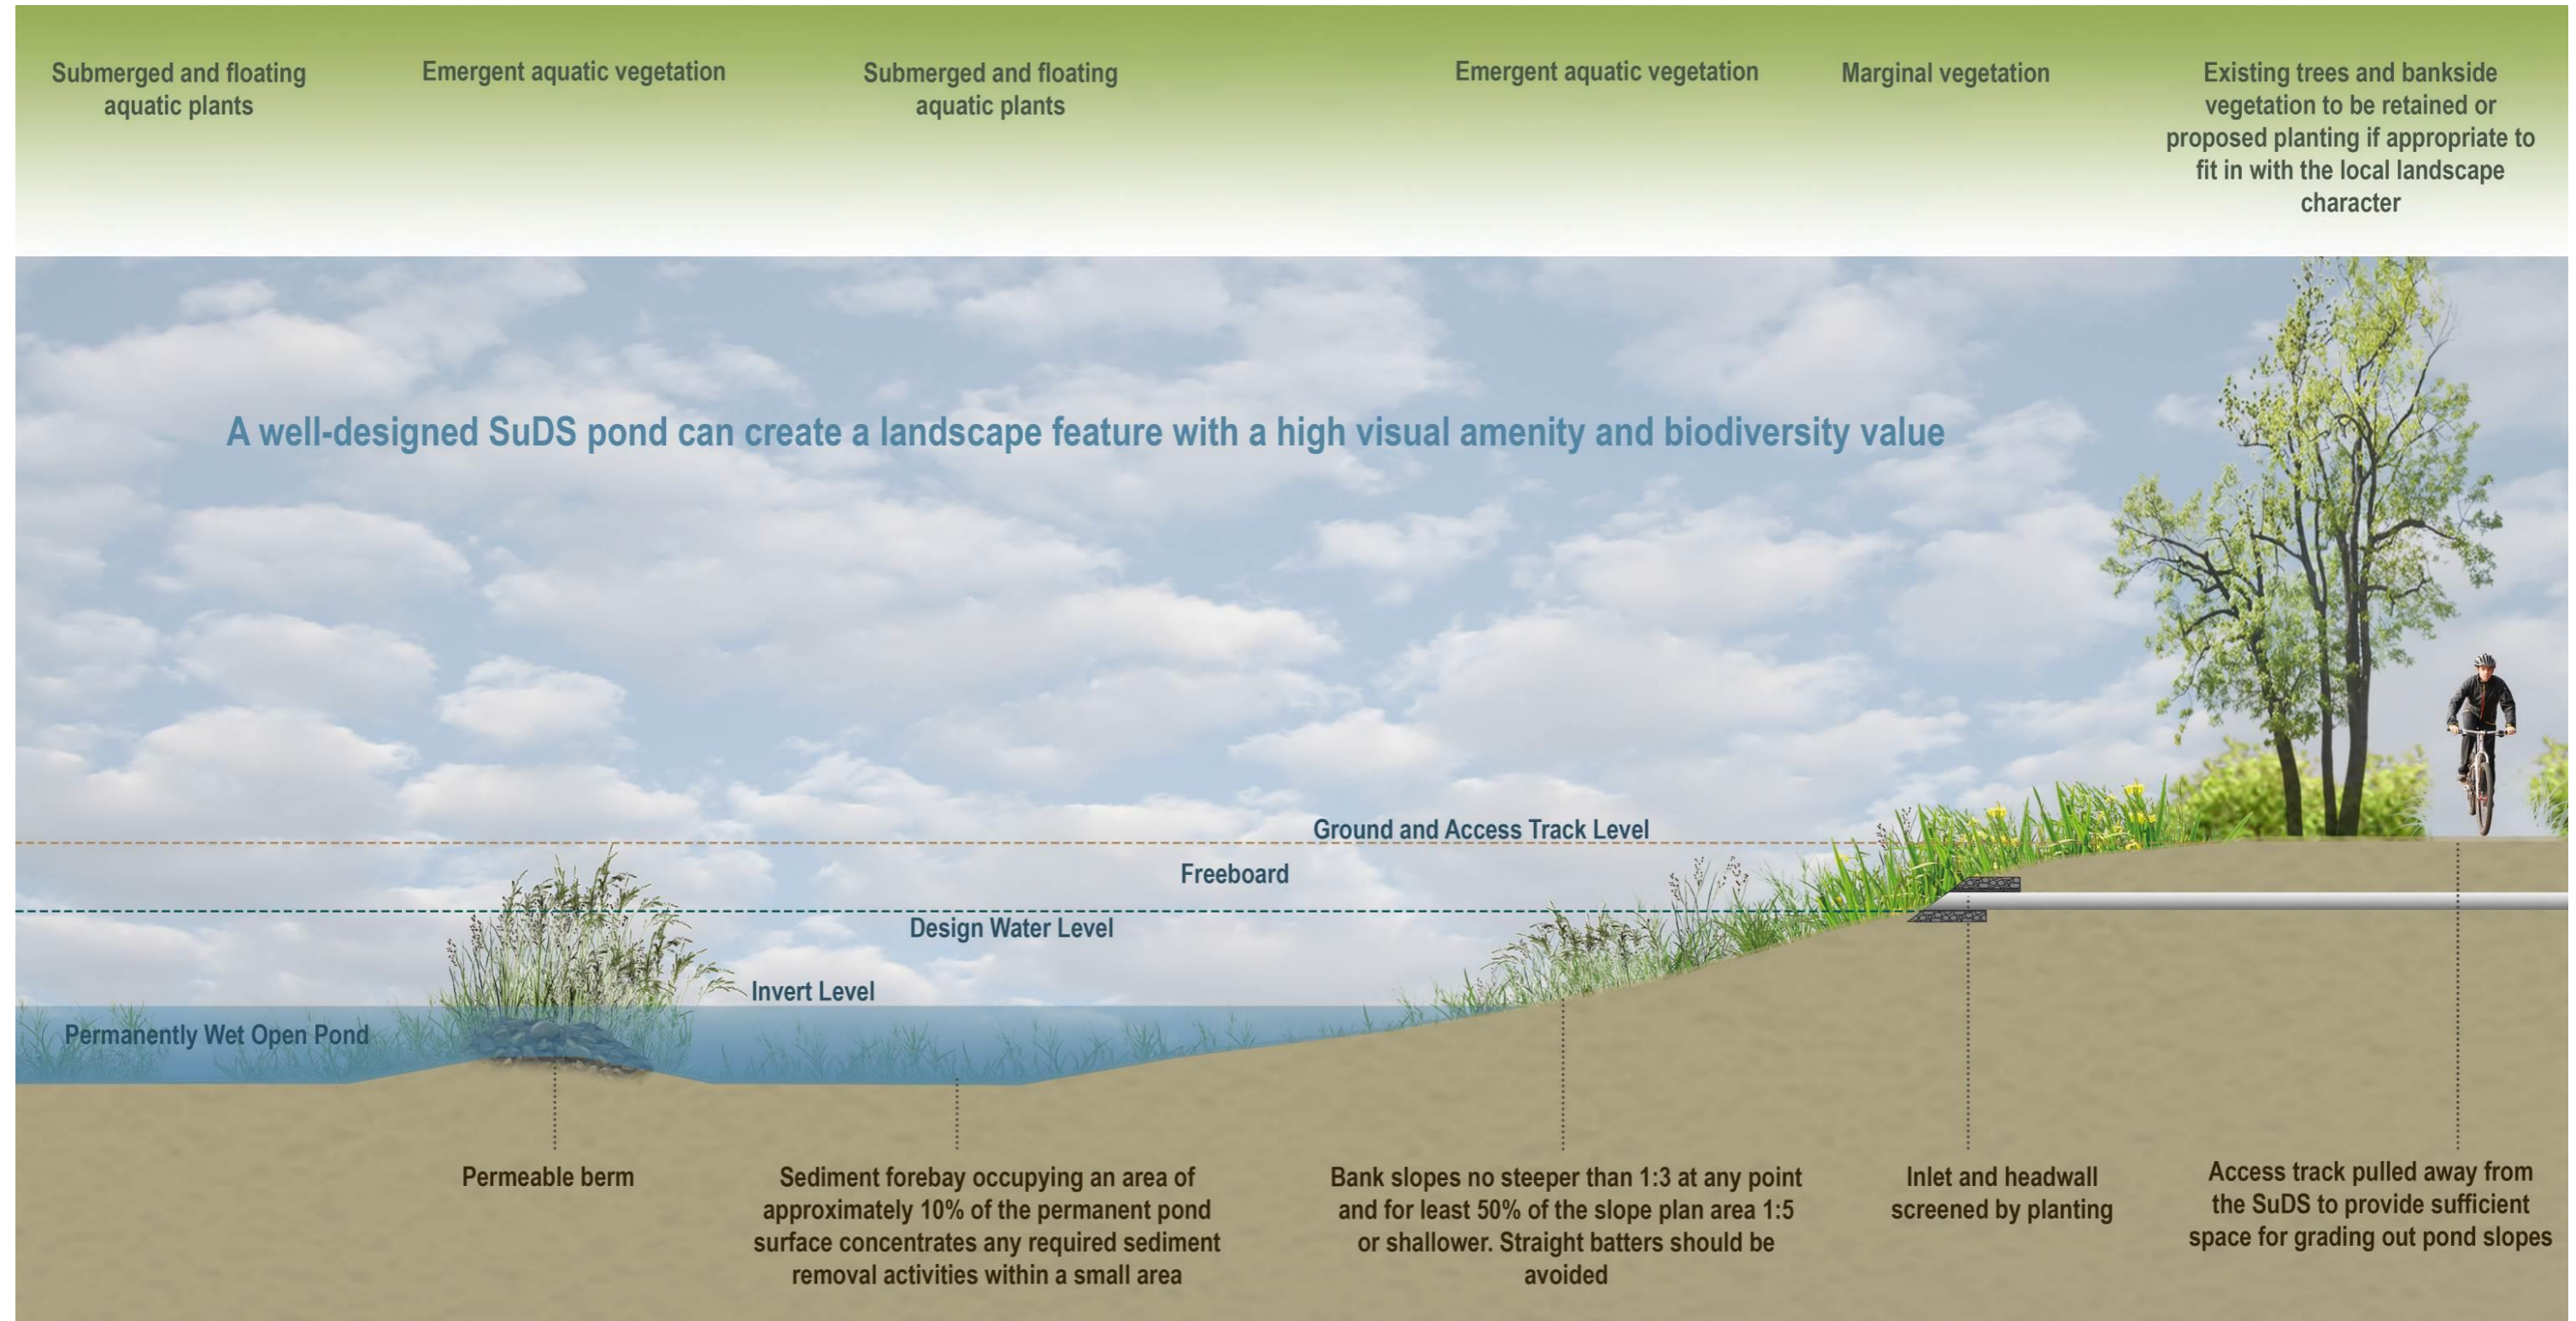 Submerged and floating
aquatic plants
Emergent aquatic vegetation
Submerged and floating
aquatic plants
Emergent aquatic vegetation
Marginal vegetation
Existing trees and bankside
vegetation to be retained or
proposed planting if appropriate to
fit in with the local landscape
character
A well-designed SuDS pond can create a landscape feature with a high visual amenity and biodiversity value
Ground and Access Track Level
Freeboard
Design Water Level
Invert Level
Permanently Wet Open Pond
Permeable berm
Sediment forebay occupying an area of
approximately 10% of the permanent pond
surface concentrates any required sediment
removal activities within a small area
Bank slopes no steeper than 1:3 at any point
and for least 50% of the slope plan area 1:5
or shallower. Straight batters should be
avoided
Inlet and headwall
screened by planting
Access track pulled away from
the SuDS to provide sufficient
space for grading out pond slopes